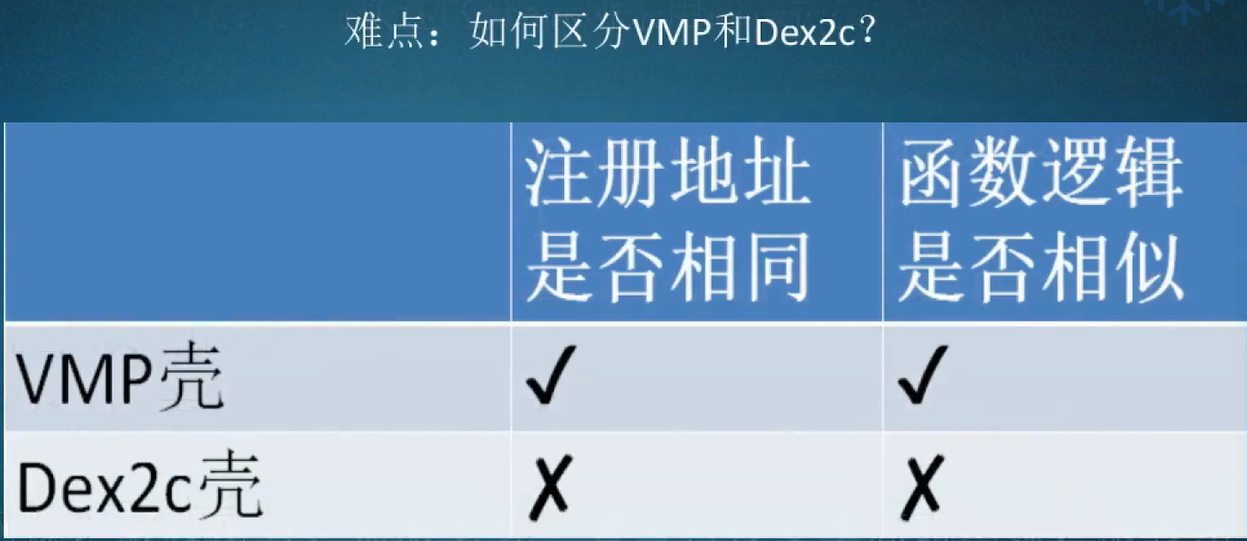 难点：如何区分VMP和Dex2c？
注册地址
是否相同
函数逻辑
是否相似
VMP壳 ✓ ✓
Dex2c壳 ✗ ✗